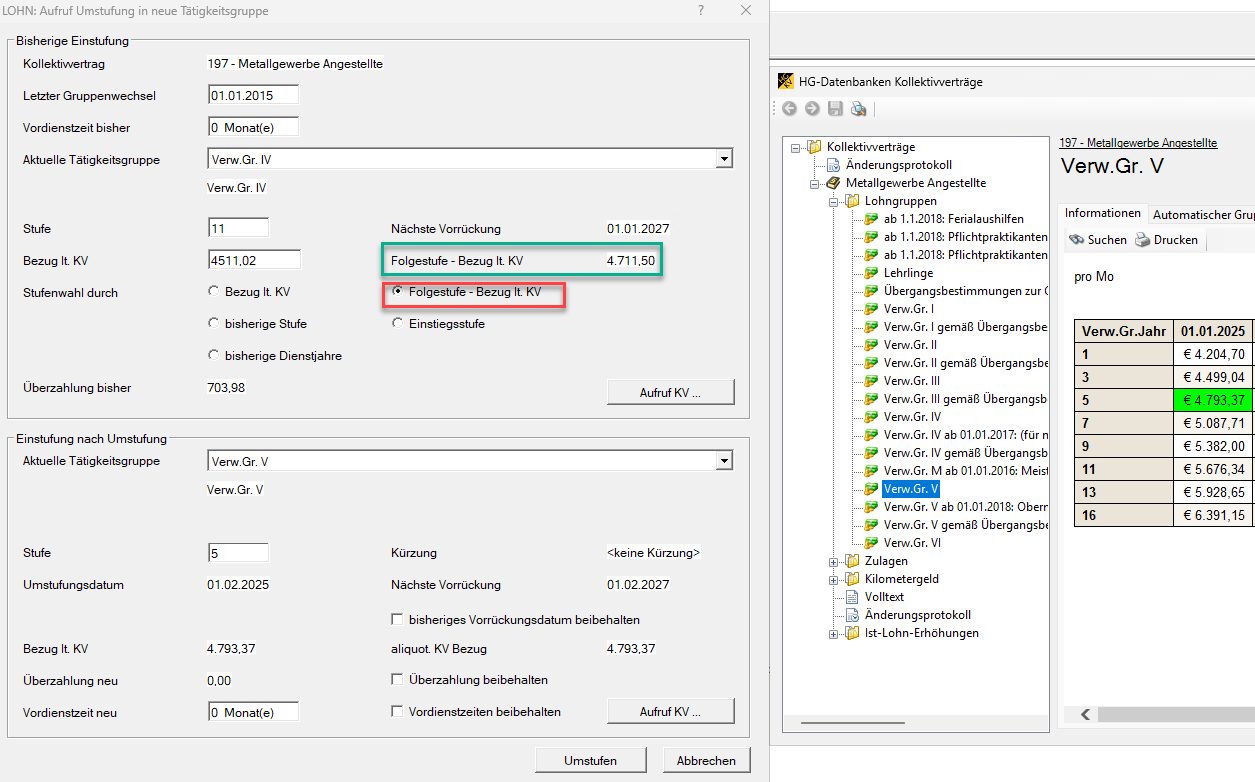 LOHN: Aufruf Umstufung in neue Tätigkeitsgruppe
?
Bisherige Einstufung
Kollektivvertrag 197 - Metallgewerbe Angestellte
Letzter Gruppenwechsel 01.01.2015
Vordienstzeit bisher 0 Monat(e)
Aktuelle Tätigkeitsgruppe Verw.Gr. IV
Verw.Gr. IV
Stufe 11 Nächste Vorrückung 01.01.2027
Bezug lt. KV 4511,02 Folgestufe - Bezug lt. KV 4.711,50
Stufenwahl durch Bezug lt. KV Folgestufe - Bezug lt. KV
bisherige Stufe Einstiegsstufe
bisherige Dienstjahre
Überzahlung bisher 703,98 Aufruf KV ...
Einstufung nach Umstufung
Aktuelle Tätigkeitsgruppe Verw.Gr. V
Verw.Gr. V
Stufe 5 Kürzung <keine Kürzung>
Umstufungsdatum 01.02.2025 Nächste Vorrückung 01.02.2027
bisheriges Vorrückungsdatum beibehalten
Bezug lt. KV 4.793,37 aliquot. KV Bezug 4.793,37
Überzahlung neu 0,00 Überzahlung beibehalten
Vordienstzeit neu 0 Monat(e) Vordienstzeiten beibehalten Aufruf KV ...
Umstufen Abbrechen
HG-Datenbanken Kollektivverträge
Kollektivverträge
Änderungsprotokoll
Metallgewerbe Angestellte
Lohngruppen
ab 1.1.2018: Ferialaushilfen
ab 1.1.2018: Pflichtpraktikanten
ab 1.1.2018: Pflichtpraktikanten
Lehrlinge
Übergangsbestimmungen zur
Verw.Gr. I
Verw.Gr. I gemäß Übergangsbe
Verw.Gr. II
Verw.Gr. II gemäß Übergangsbe
Verw.Gr. III
Verw.Gr. III gemäß Übergangsb
Verw.Gr. IV
Verw.Gr. IV ab 01.01.2017: (für n
Verw.Gr. IV gemäß Übergangsb
Verw.Gr. M ab 01.01.2016: Meist
Verw.Gr. V
Verw.Gr. V ab 01.01.2018: Oberm
Verw.Gr. V gemäß Übergangsbe
Verw.Gr. VI
Zulagen
Kilometergeld
Volltext
Änderungsprotokoll
Ist-Lohn-Erhöhungen
197 - Metallgewerbe Angestellte
Verw.Gr. V
Informationen Automatischer Grup
Suchen Drucken
pro Mo
Verw.Gr.Jahr 01.01.2025
1 € 4.204,70
3 € 4.499,04
5 € 4.793,37
7 € 5.087,71
9 € 5.382,00
11 € 5.676,34
13 € 5.928,65
16 € 6.391,15